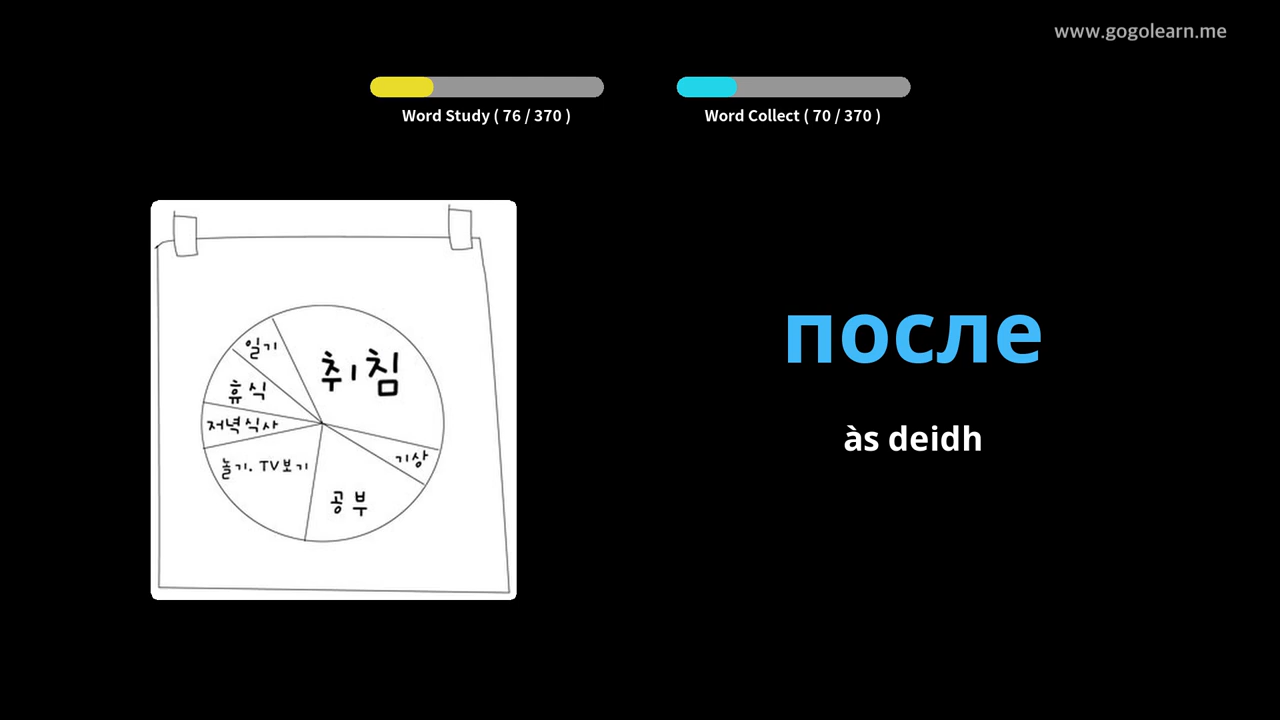 www.gogolearn.me
Word Study ( 76 / 370 )
Word Collect ( 70 / 370 )
일기
취침
휴식
저녁식사
기상
놀기. TV보기
공부
после
às deidh